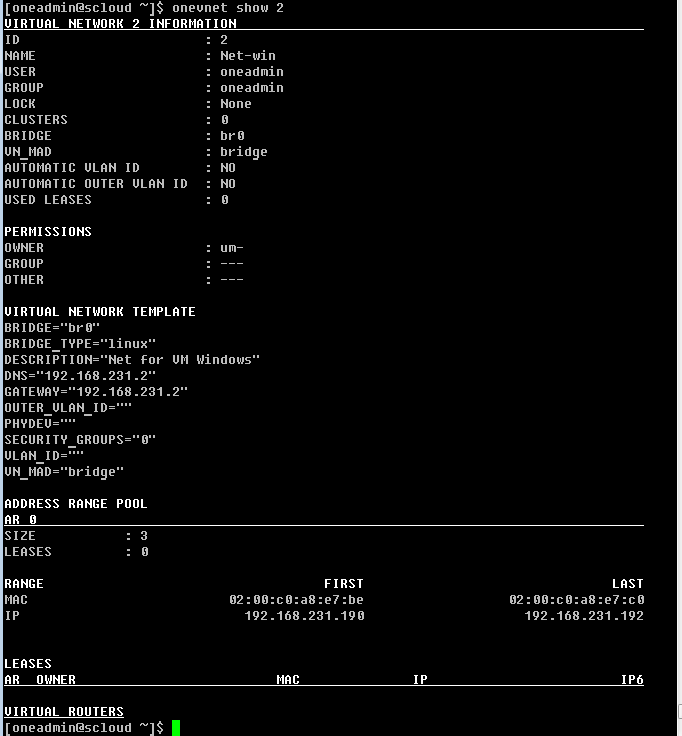 [oneadmin@scloud ~]$ onevnet show 2
VIRTUAL NETWORK 2 INFORMATION
ID : 2
NAME : Net-win
USER : oneadmin
GROUP : oneadmin
LOCK : None
CLUSTERS : 0
BRIDGE : br0
VN_MAD : bridge
AUTOMATIC VLAN ID : NO
AUTOMATIC OUTER VLAN ID : NO
USED LEASES : 0
PERMISSIONS
OWNER : um-
GROUP : ---
OTHER : ---
VIRTUAL NETWORK TEMPLATE
BRIDGE="br0"
BRIDGE_TYPE="linux"
DESCRIPTION="Net for VM Windows"
DNS="192.168.231.2"
GATEWAY="192.168.231.2"
OUTER_VLAN_ID=""
PHYDEV=""
SECURITY_GROUPS="0"
VLAN_ID=""
VN_MAD="bridge"
ADDRESS RANGE POOL
AR 0
SIZE : 3
LEASES : 0
RANGE FIRST LAST
MAC 02:00:c0:a8:e7:be 02:00:c0:a8:e7:c0
IP 192.168.231.190 192.168.231.192
LEASES
AR OWNER MAC IP IP6
VIRTUAL ROUTERS
[oneadmin@scloud ~]$